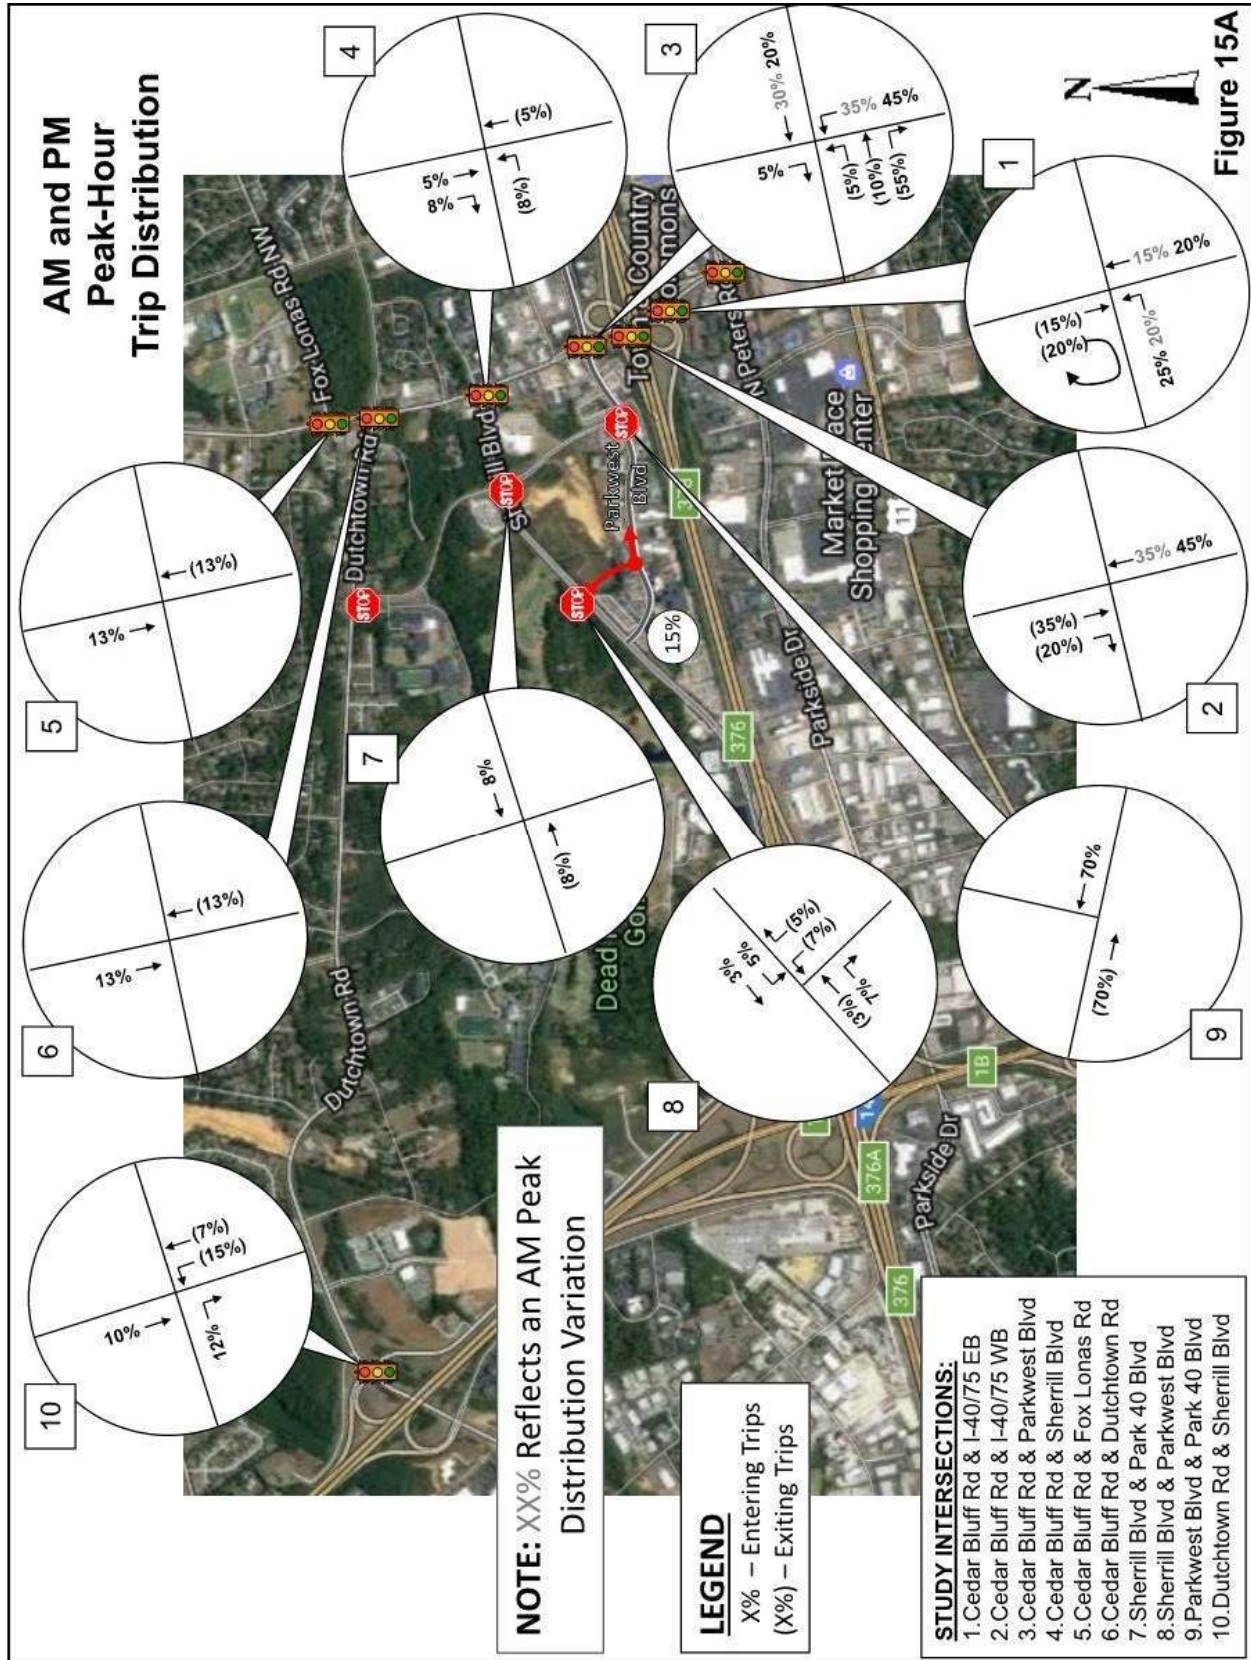 AM and PM
Peak-Hour
Trip Distribution
10
10%
12%
(7%)
(15%)
6
13%
(13%)
5
13%
(13%)
4
5%
8%
(5%)
(8%)
7
8%
(8%)
3
30% 20%
5%
35% 45%
(5%)
(10%)
(55%)
8
3%
5%
(5%)
(7%)
(3%)
7%
9
70%
(70%)
2
(35%)
(20%)
35% 45%
1
(15%)
(20%)
15% 20%
25% 20%
Fox Lonas Rd NW
Dutchtown Rd
Dutchtown Rd
STOP
STOP
STOP
STOP
Parkwest
Blvd
15%
N Peters R
Market
Shopping
11
376
376
376A
1B
Parkside Dr
Parkside Dr
N
NOTE: XX% Reflects an AM Peak
Distribution Variation
LEGEND
X% – Entering Trips
(X%) – Exiting Trips
STUDY INTERSECTIONS:
1.Cedar Bluff Rd & I-40/75 EB
2.Cedar Bluff Rd & I-40/75 WB
3.Cedar Bluff Rd & Parkwest Blvd
4.Cedar Bluff Rd & Sherrill Blvd
5.Cedar Bluff Rd & Fox Lonas Rd
6.Cedar Bluff Rd & Dutchtown Rd
7.Sherrill Blvd & Park 40 Blvd
8.Sherrill Blvd & Parkwest Blvd
9.Parkwest Blvd & Park 40 Blvd
10.Dutchtown Rd & Sherrill Blvd
Figure 15A